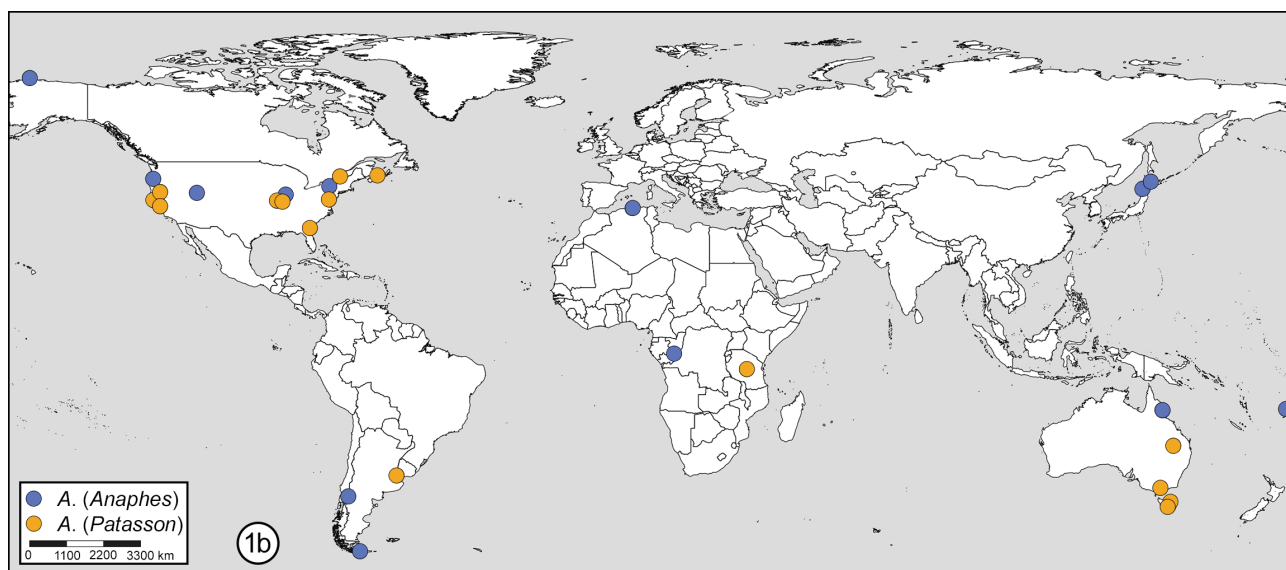 A. (Anaphes)
A. (Patasson)
0 1100 2200 3300 km
1b